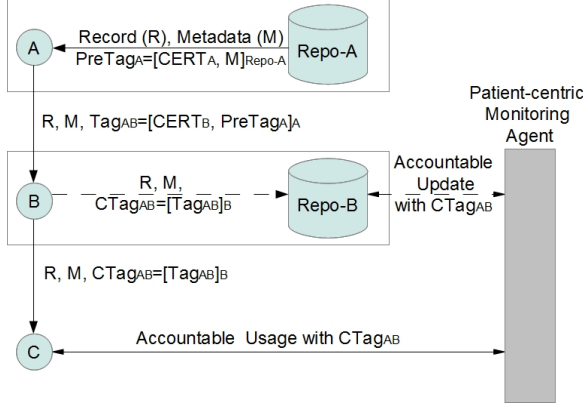 A
Record (R), Metadata (M)
PreTagA=[CERTA, M]Repo-A
Repo-A
R, M, TagAB=[CERTB, PreTagA]A
Patient-centric
Monitoring
Agent
B
R, M,
CTagAB=[TagAB]B
Repo-B
Accountable
Update
with CTagAB
R, M, CTagAB=[TagAB]B
C
Accountable Usage with CTagAB